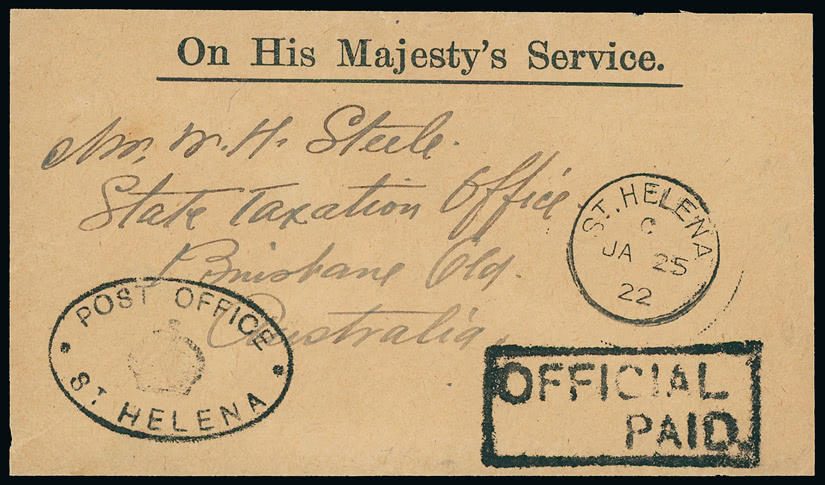 On His Majesty's Service.
Mr. W. H. Steele.
State Taxation Office
Brisbane Qld.
Australia.
ST. HELENA
C
JA 25
22
POST OFFICE
ST HELENA
OFFICIAL
PAID.